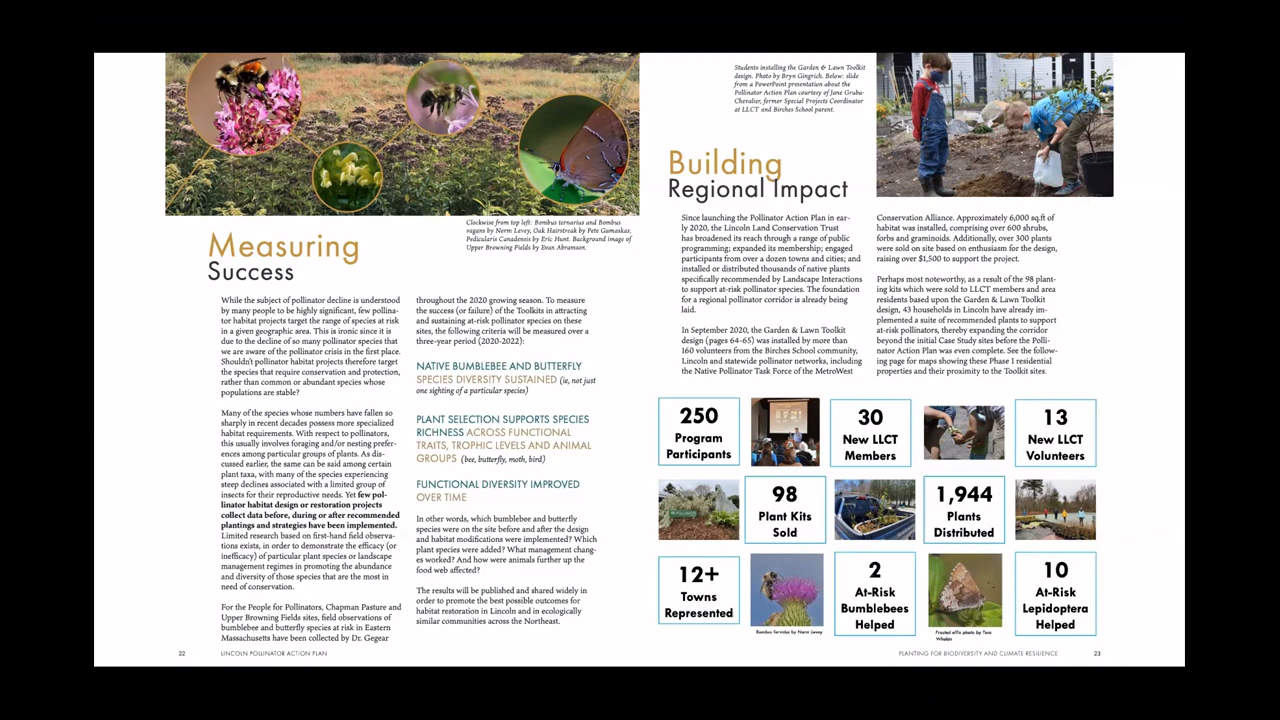 Clockwise from top left: Bombus ternarius and Bombus
vagans by Norm Levey, Oak Hairstreak by Pete Gumaskas,
Pedicularis Canadensis by Eric Hunt. Background image of
Upper Browning Fields by Evan Abramson.
Measuring
Success
While the subject of pollinator decline is understood
by many people to be highly significant, few pollina-
tor habitat projects target the range of species at risk
in a given geographic area. This is ironic since it is
due to the decline of so many pollinator species that
we are aware of the pollinator crisis in the first place.
Shouldn't pollinator habitat projects therefore target
the species that require conservation and protection,
rather than common or abundant species whose
populations are stable?
Many of the species whose numbers have fallen so
sharply in recent decades possess more specialized
habitat requirements. With respect to pollinators,
this usually involves foraging and/or nesting prefer-
ences among particular groups of plants. As dis-
cussed earlier, the same can be said among certain
plant taxa, with many of the species experiencing
steep declines associated with a limited group of
insects for their reproductive needs. Yet few pol-
linator habitat design or restoration projects
collect data before, during or after recommended
plantings and strategies have been implemented.
Limited research based on first-hand field observa-
tions exists, in order to demonstrate the efficacy (or
inefficacy) of particular plant species or landscape
management regimes in promoting the abundance
and diversity of those species that are the most in
need of conservation.
For the People for Pollinators, Chapman Pasture and
Upper Browning Fields sites, field observations of
bumblebee and butterfly species at risk in Eastern
Massachusetts have been collected by Dr. Gegear
throughout the 2020 growing season. To measure
the success (or failure) of the Toolkits in attracting
and sustaining at-risk pollinator species on these
sites, the following criteria will be measured over a
three-year period (2020-2022):
NATIVE BUMBLEBEE AND BUTTERFLY
SPECIES DIVERSITY SUSTAINED (ie, not just
one sighting of a particular species)
PLANT SELECTION SUPPORTS SPECIES
RICHNESS ACROSS FUNCTIONAL
TRAITS, TROPHIC LEVELS AND ANIMAL
GROUPS (bee, butterfly, moth, bird)
FUNCTIONAL DIVERSITY IMPROVED
OVER TIME
In other words, which bumblebee and butterfly
species were on the site before and after the design
and habitat modifications were implemented? Which
plant species were added? What management chang-
es worked? And how were animals further up the
food web affected?
The results will be published and shared widely in
order to promote the best possible outcomes for
habitat restoration in Lincoln and in ecologically
similar communities across the Northeast.
22 LINCOLN POLLINATOR ACTION PLAN
Students installing the Garden & Lawn Toolkit
design. Photo by Bryn Gingrich. Below: slide
from a PowerPoint presentation about the
Pollinator Action Plan courtesy of Jane Gruba-
Chevalier, former Special Projects Coordinator
at LLCT and Birches School parent.
Building
Regional Impact
Since launching the Pollinator Action Plan in ear-
ly 2020, the Lincoln Land Conservation Trust
has broadened its reach through a range of public
programming; expanded its membership; engaged
participants from over a dozen towns and cities; and
installed or distributed thousands of native plants
specifically recommended by Landscape Interactions
to support at-risk pollinator species. The foundation
for a regional pollinator corridor is already being
laid.
In September 2020, the Garden & Lawn Toolkit
design (pages 64-65) was installed by more than
160 volunteers from the Birches School community,
Lincoln and statewide pollinator networks, including
the Native Pollinator Task Force of the MetroWest
Conservation Alliance. Approximately 6,000 sq.ft of
habitat was installed, comprising over 600 shrubs,
forbs and graminoids. Additionally, over 300 plants
were sold on site based on enthusiasm for the design,
raising over $1,500 to support the project.
Perhaps most noteworthy, as a result of the 98 plant-
ing kits which were sold to LLCT members and area
residents based upon the Garden & Lawn Toolkit
design, 43 households in Lincoln have already im-
plemented a suite of recommended plants to support
at-risk pollinators, thereby expanding the corridor
beyond the initial Case Study sites before the Polli-
nator Action Plan was even complete. See the follow-
ing page for maps showing these Phase 1 residential
properties and their proximity to the Toolkit sites.
250
Program
Participants
30
New LLCT
Members
13
New LLCT
Volunteers
98
Plant Kits
Sold
1,944
Plants
Distributed
12+
Towns
Represented
2
At-Risk
Bumblebees
Helped
10
At-Risk
Lepidoptera
Helped
Bombus fervidus by Norm Levey
Frosted elfin photo by Tom
Whelan
PLANTING FOR BIODIVERSITY AND CLIMATE RESILIENCE 23